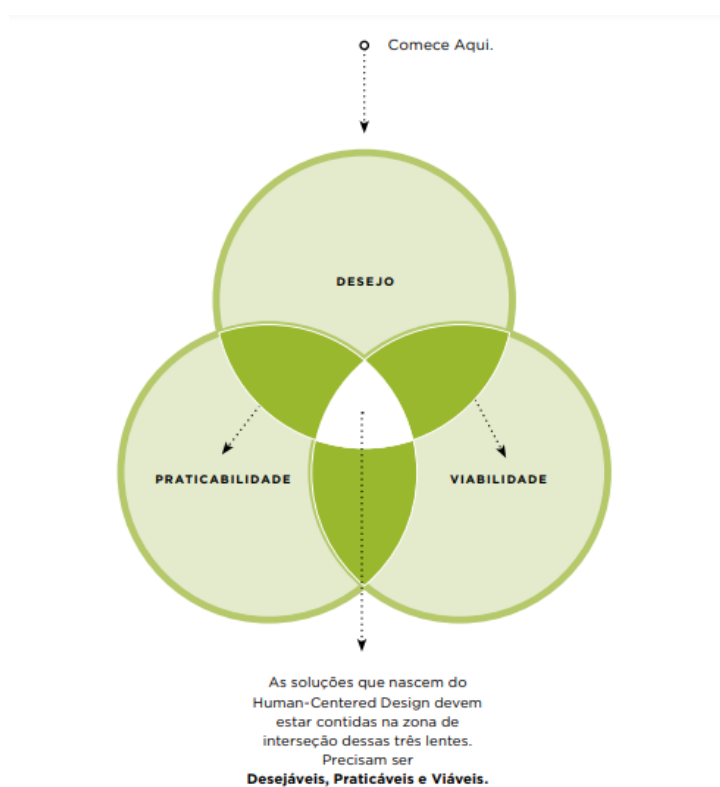 Comece Aqui.
DESEJO
PRATICABILIDADE
VIABILIDADE
As soluções que nascem do
Human-Centered Design devem
estar contidas na zona de
interseção dessas três lentes.
Precisam ser
Desejáveis, Praticáveis e Viáveis.